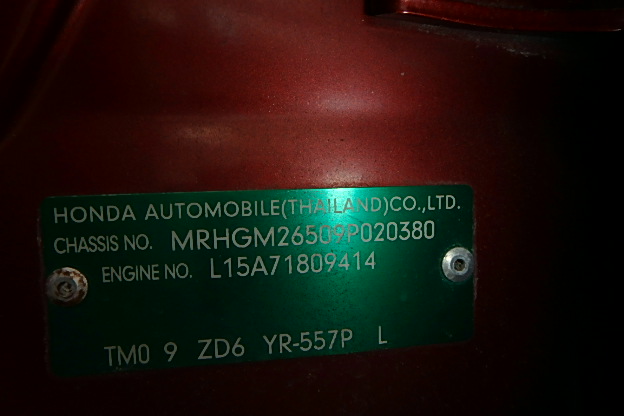 HONDA AUTOMOBILE(THAILAND)CO.,LTD.
CHASSIS NO. MRHGM26509P020380
ENGINE NO. L15A71809414
TM0 9 ZD6 YR-557P L